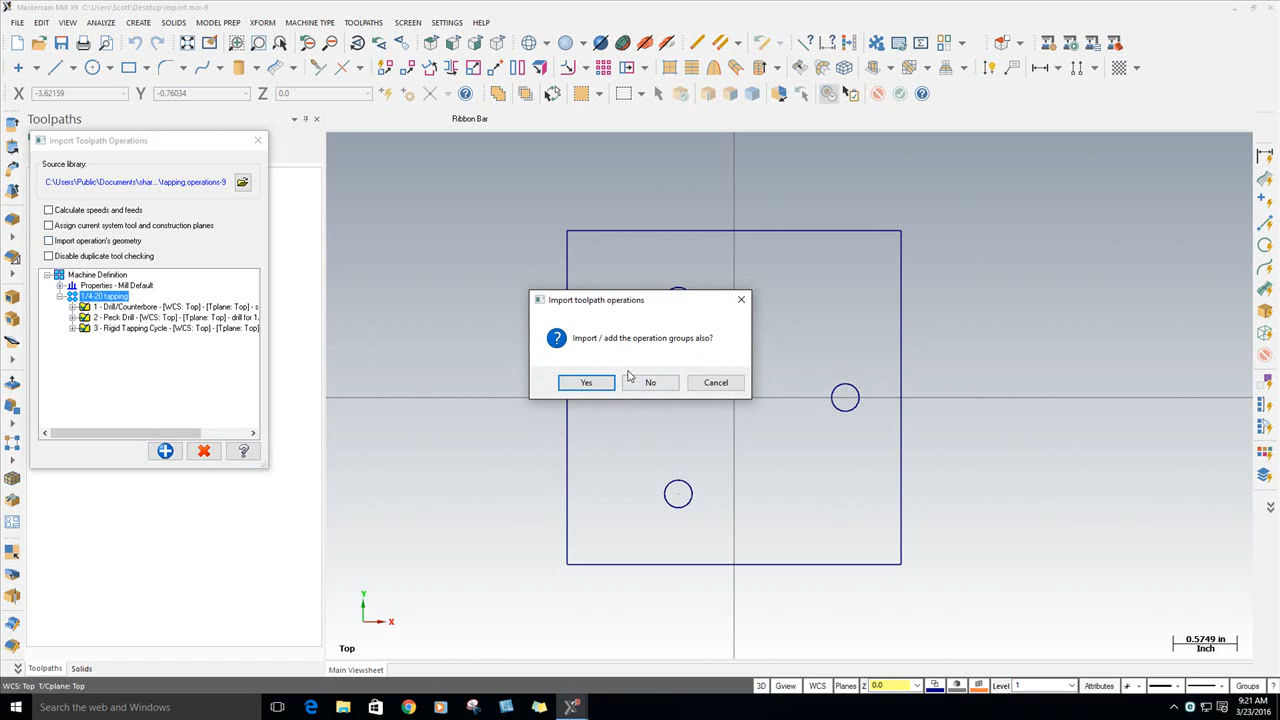 Mastercam Mill X9 C:\Users\Scott\Desktop\Import.mcx-9
FILE EDIT VIEW ANALYZE CREATE SOLIDS MODEL PREP XFORM MACHINE TYPE TOOLPATHS SCREEN SETTINGS HELP
X -3.62159 Y -0.76034 Z 0.0
Toolpaths
Ribbon Bar
Import Toolpath Operations
Source library:
C:\Users\Public\Documents\shar...\tapping.operations-9
Calculate speeds and feeds
Assign current system tool and construction planes
Import operation's geometry
Disable duplicate tool checking
Machine Definition
Properties - Mill Default
1/4-20 tapping
1 - Drill/Counterbore - [WCS: Top] - [Tplane: Top] - s
2 - Peck Drill - [WCS: Top] - [Tplane: Top] - drill for 1.
3 - Rigid Tapping Cycle - [WCS: Top] - [Tplane: Top]
Import toolpath operations
Import / add the operation groups also?
Yes No Cancel
Y
X
Top
0.5749 in
Inch
Toolpaths Solids
Main Viewsheet
WCS: Top T/Cplane: Top
3D Gview WCS Planes Z 0.0 Level 1 Attributes Groups
Search the web and Windows
9:21 AM
3/23/2016